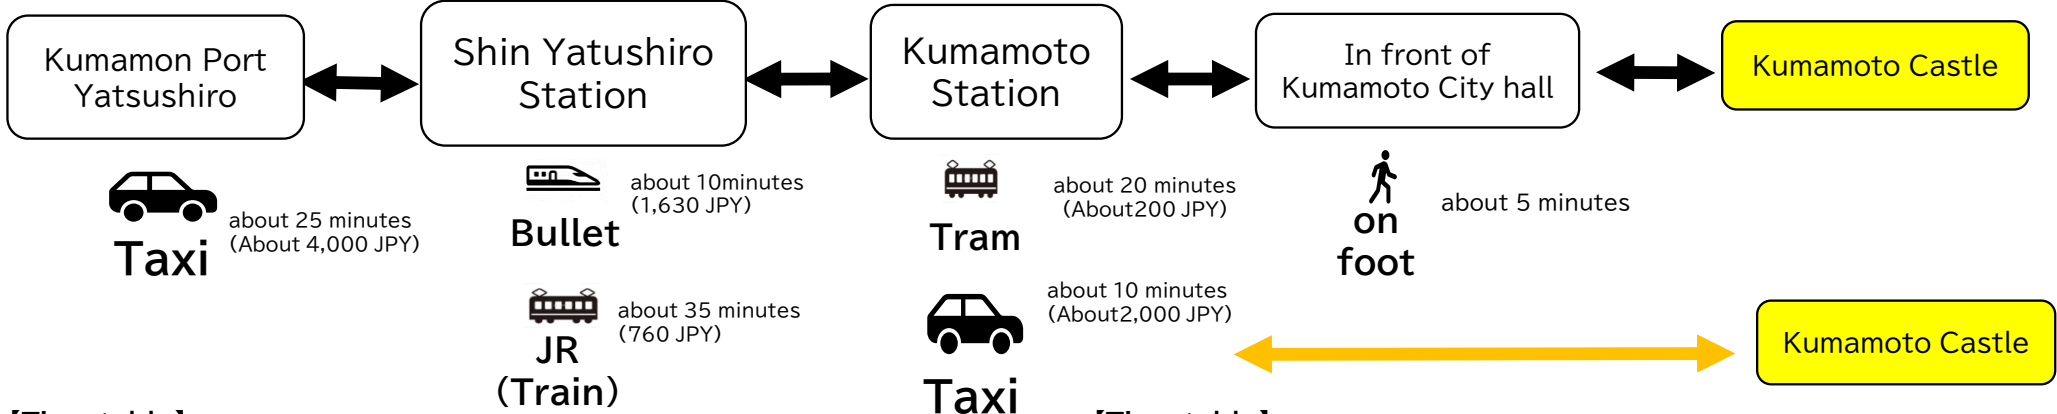 Kumamon Port
Yatsushiro
Shin Yatushiro
Station
Kumamoto
Station
In front of
Kumamoto City hall
Kumamoto Castle
Taxi
about 25 minutes
(About 4,000 JPY)
Bullet
about 10minutes
(1,630 JPY)
JR
(Train)
about 35 minutes
(760 JPY)
Tram
about 20 minutes
(About200 JPY)
Taxi
about 10 minutes
(About2,000 JPY)
on
foot
about 5 minutes
Kumamoto Castle